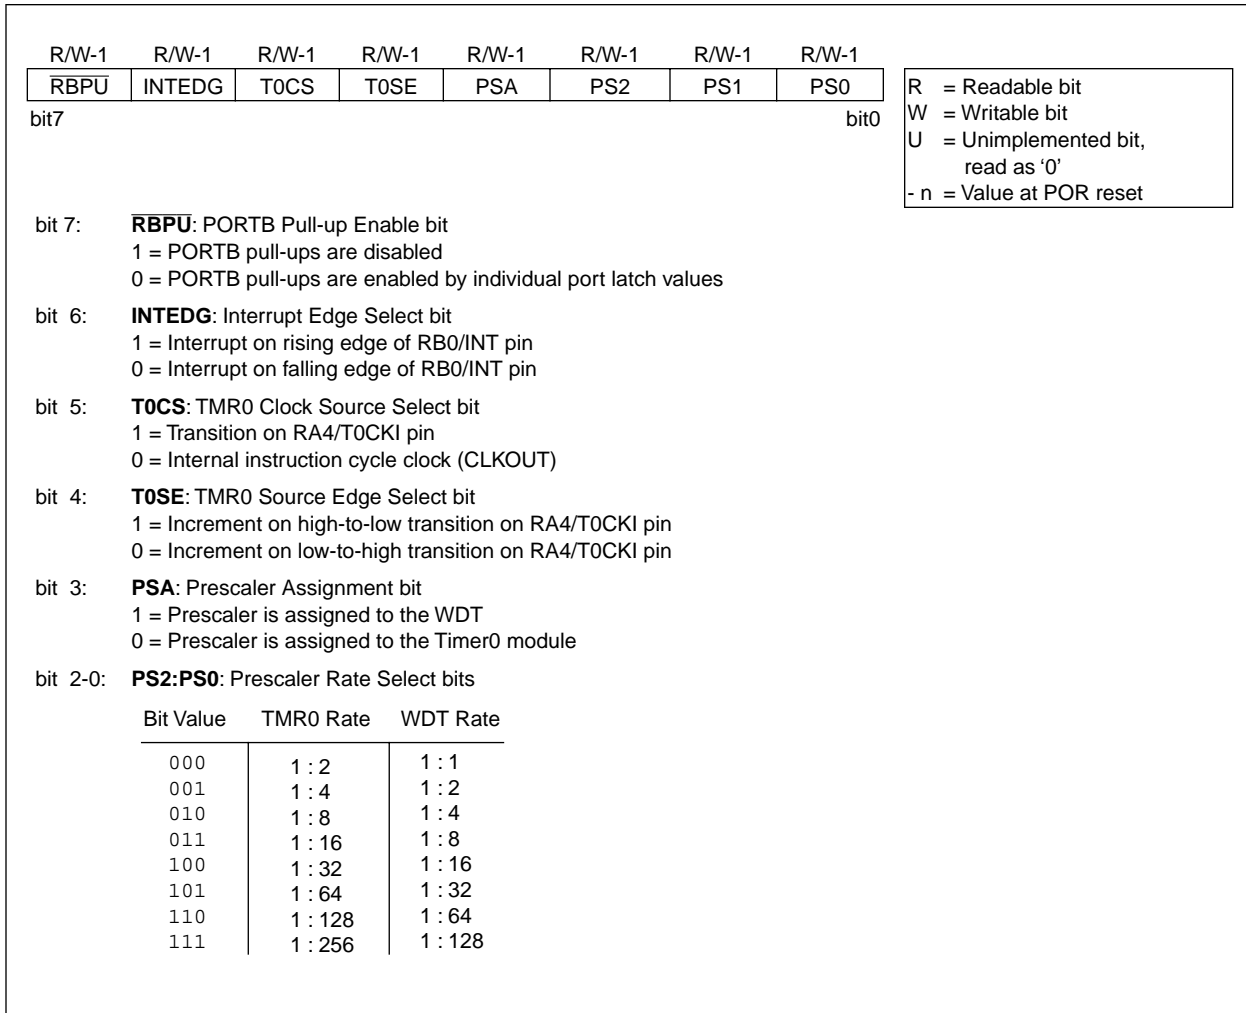 R/W-1 R/W-1 R/W-1 R/W-1 R/W-1 R/W-1 R/W-1 R/W-1
R̅B̅P̅U̅ INTEDG T0CS T0SE PSA PS2 PS1 PS0
bit7 bit0
R = Readable bit
W = Writable bit
U = Unimplemented bit,
read as ‘0’
- n = Value at POR reset
bit 7: R̅B̅P̅U̅: PORTB Pull-up Enable bit
1 = PORTB pull-ups are disabled
0 = PORTB pull-ups are enabled by individual port latch values
bit 6: INTEDG: Interrupt Edge Select bit
1 = Interrupt on rising edge of RB0/INT pin
0 = Interrupt on falling edge of RB0/INT pin
bit 5: T0CS: TMR0 Clock Source Select bit
1 = Transition on RA4/T0CKI pin
0 = Internal instruction cycle clock (CLKOUT)
bit 4: T0SE: TMR0 Source Edge Select bit
1 = Increment on high-to-low transition on RA4/T0CKI pin
0 = Increment on low-to-high transition on RA4/T0CKI pin
bit 3: PSA: Prescaler Assignment bit
1 = Prescaler is assigned to the WDT
0 = Prescaler is assigned to the Timer0 module
bit 2-0: PS2:PS0: Prescaler Rate Select bits
Bit Value TMR0 Rate WDT Rate
000 1 : 2 1 : 1
001 1 : 4 1 : 2
010 1 : 8 1 : 4
011 1 : 16 1 : 8
100 1 : 32 1 : 16
101 1 : 64 1 : 32
110 1 : 128 1 : 64
111 1 : 256 1 : 128